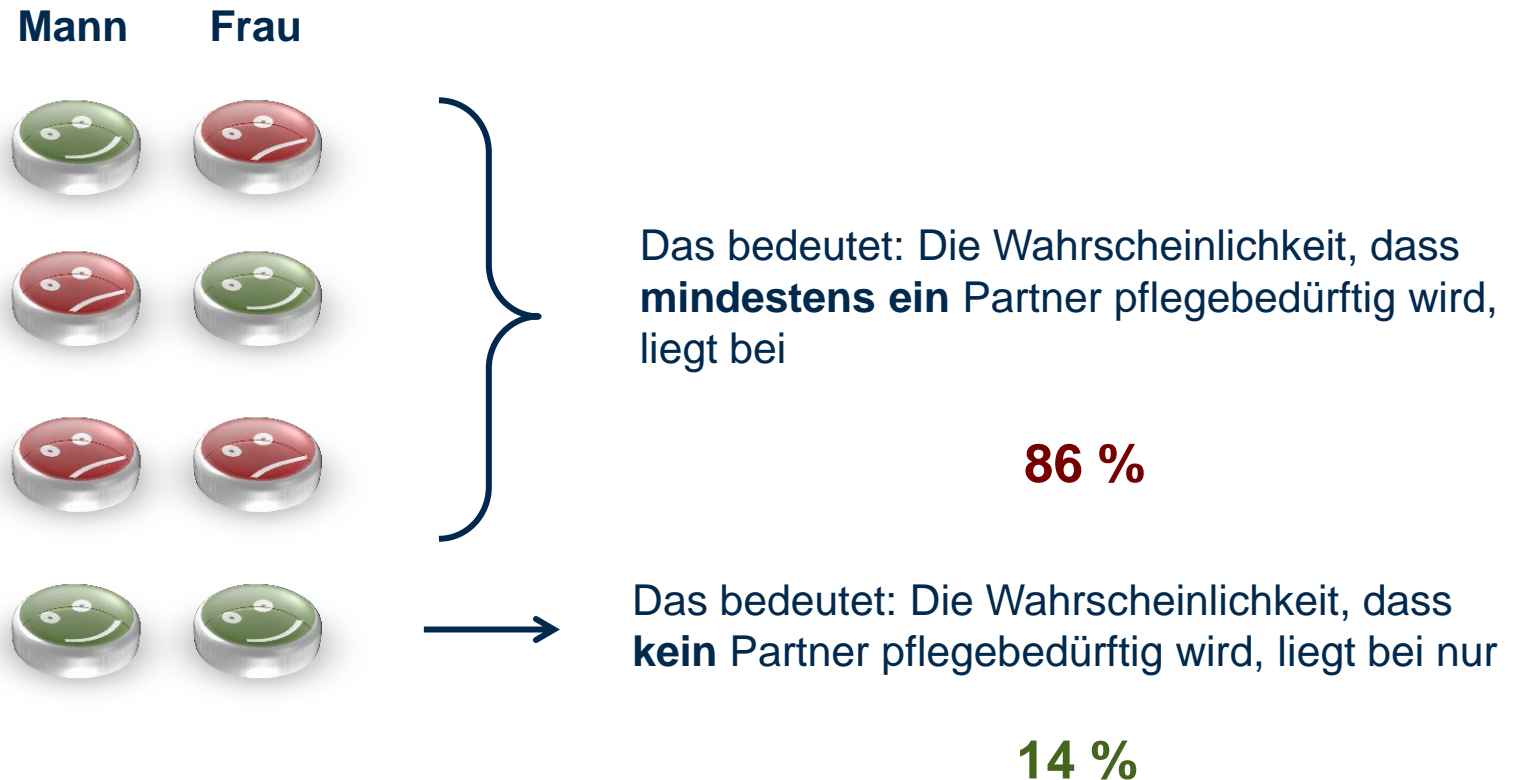 Mann Frau
Das bedeutet: Die Wahrscheinlichkeit, dass
mindestens ein Partner pflegebedürftig wird,
liegt bei
86 %
Das bedeutet: Die Wahrscheinlichkeit, dass
kein Partner pflegebedürftig wird, liegt bei nur
14 %